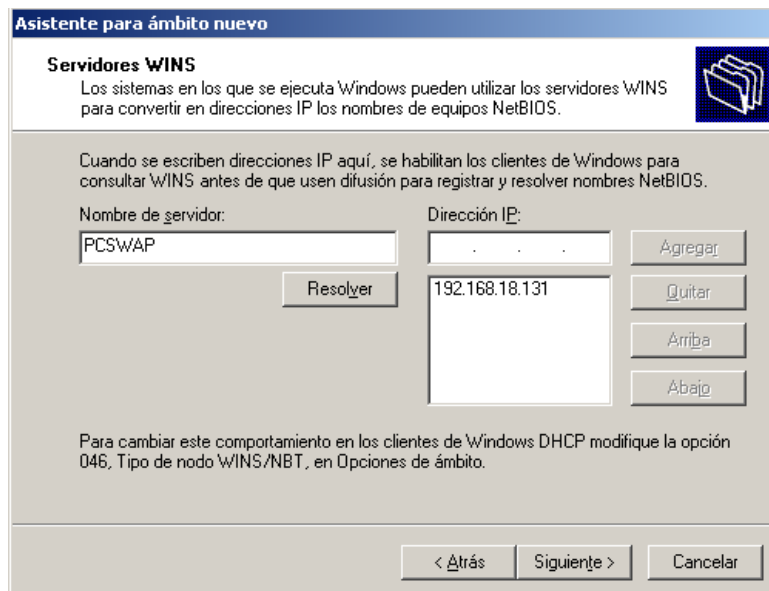 Asistente para ámbito nuevo
Servidores WINS
Los sistemas en los que se ejecuta Windows pueden utilizar los servidores WINS
para convertir en direcciones IP los nombres de equipos NetBIOS.
Cuando se escriben direcciones IP aquí, se habilitan los clientes de Windows para
consultar WINS antes de que usen difusión para registrar y resolver nombres NetBIOS.
Nombre de servidor:
Dirección IP:
PCSWAP
. . .
Agregar
Resolver
192.168.18.131
Quitar
Arriba
Abajo
Para cambiar este comportamiento en los clientes de Windows DHCP modifique la opción
046, Tipo de nodo WINS/NBT, en Opciones de ámbito.
< Atrás
Siguiente >
Cancelar